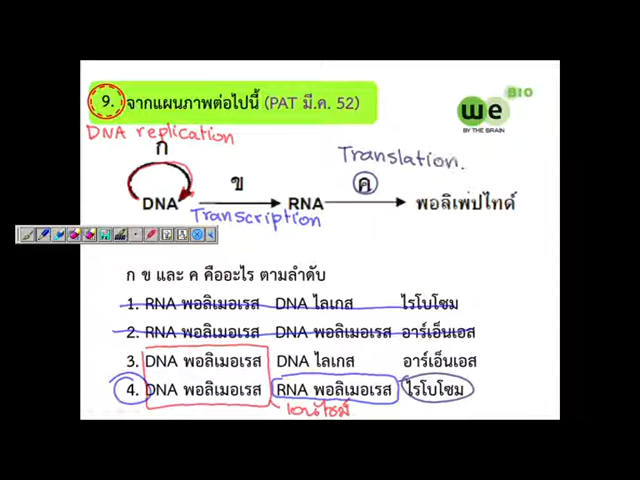 9. จากแผนภาพต่อไปนี้ (PAT มี.ค. 52)
we BIO
BY THE BRAIN
DNA replication
ก
Translation.
ข
ค
DNA
RNA
พอลิเพปไทด์
Transcription
ก ข และ ค คืออะไร ตามลำดับ
1. RNA พอลิเมอเรส DNA ไลเกส ไรโบโซม
2. RNA พอลิเมอเรส DNA พอลิเมอเรส อาร์เอ็นเอส
3. DNA พอลิเมอเรส DNA ไลเกส อาร์เอ็นเอส
4. DNA พอลิเมอเรส RNA พอลิเมอเรส ไรโบโซม
เอนไซม์